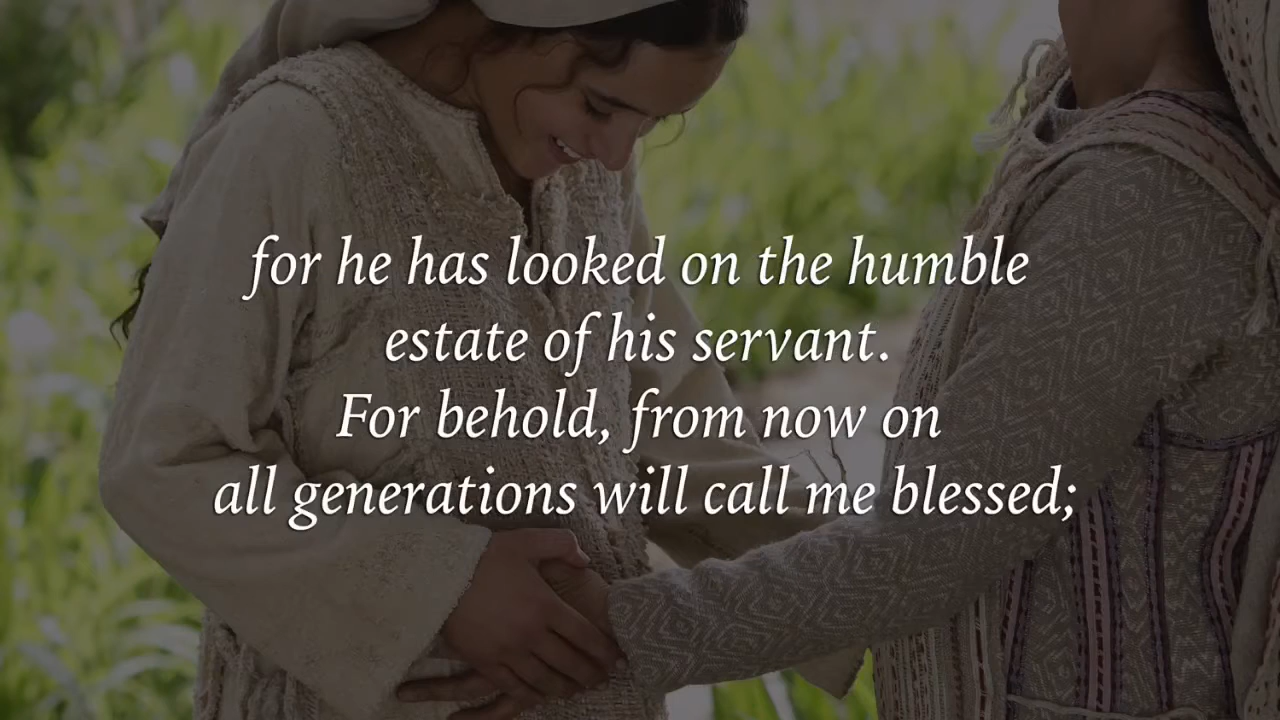 for he has looked on the humble
estate of his servant.
For behold, from now on
all generations will call me blessed;